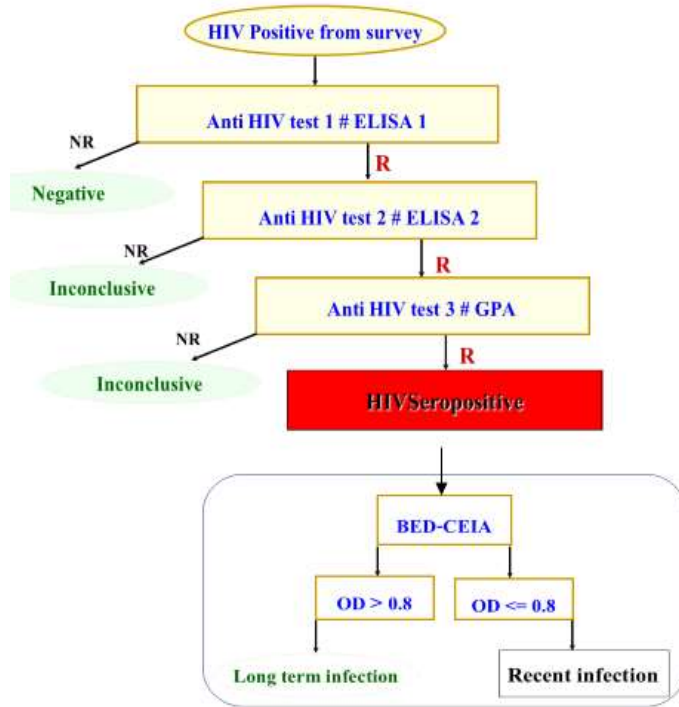 HIV Positive from survey
Anti HIV test 1 # ELISA 1
NR
R
Negative
Anti HIV test 2 # ELISA 2
NR
R
Inconclusive
Anti HIV test 3 # GPA
NR
R
Inconclusive
HIVSeropositive
BED-CEIA
OD > 0.8
OD <= 0.8
Long term infection
Recent infection